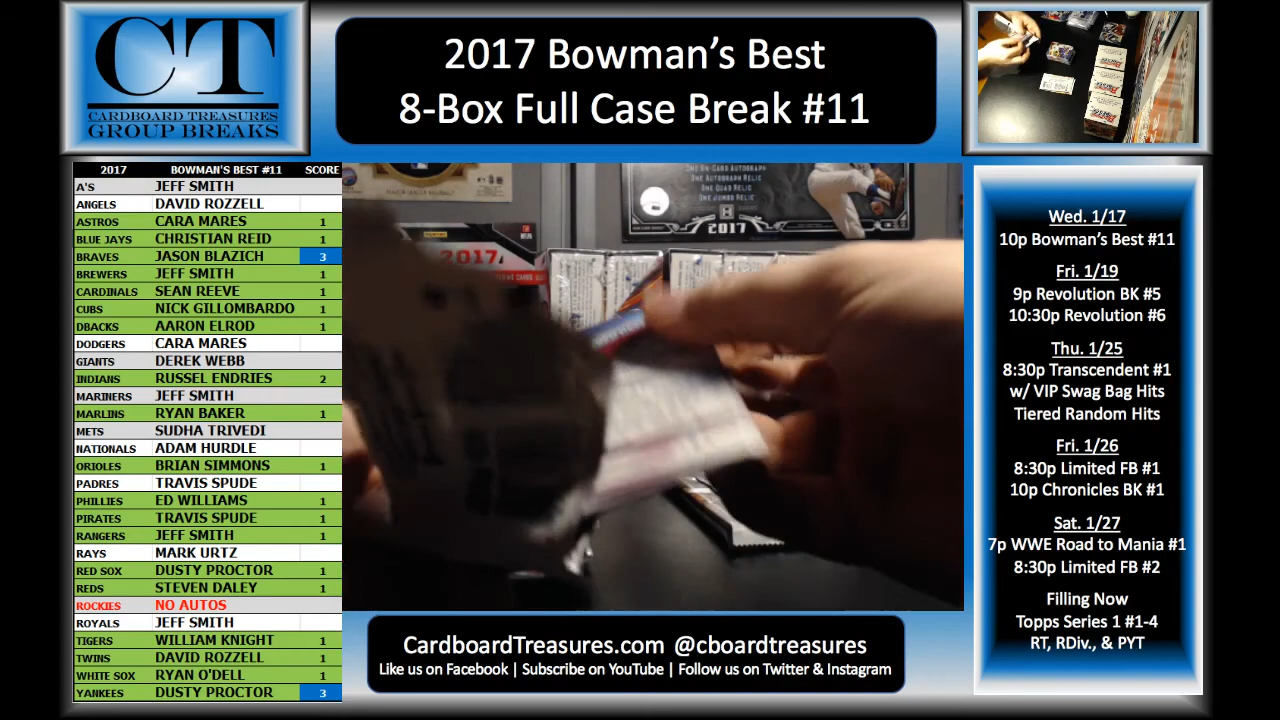 CT
CARDBOARD TREASURES
GROUP BREAKS
2017 Bowman's Best
8-Box Full Case Break #11
2017 BOWMAN'S BEST #11 SCORE
A'S JEFF SMITH
ANGELS DAVID ROZZELL
ASTROS CARA MARES 1
BLUE JAYS CHRISTIAN REID 1
BRAVES JASON BLAZICH 3
BREWERS JEFF SMITH 1
CARDINALS SEAN REEVE 1
CUBS NICK GILLOMBARDO 1
DBACKS AARON ELROD 1
DODGERS CARA MARES
GIANTS DEREK WEBB
INDIANS RUSSEL ENDRIES 2
MARINERS JEFF SMITH
MARLINS RYAN BAKER 1
METS SUDHA TRIVEDI
NATIONALS ADAM HURDLE
ORIOLES BRIAN SIMMONS 1
PADRES TRAVIS SPUDE
PHILLIES ED WILLIAMS 1
PIRATES TRAVIS SPUDE 1
RANGERS JEFF SMITH 1
RAYS MARK URTZ
RED SOX DUSTY PROCTOR 1
REDS STEVEN DALEY 1
ROCKIES NO AUTOS
ROYALS JEFF SMITH
TIGERS WILLIAM KNIGHT 1
TWINS DAVID ROZZELL 1
WHITE SOX RYAN O'DELL 1
YANKEES DUSTY PROCTOR 3
ONE ON-CARD AUTOGRAPH
ONE AUTOGRAPH RELIC
ONE QUAD RELIC
ONE JUMBO RELIC
2017
2017
CardboardTreasures.com @cboardtreasures
Like us on Facebook | Subscribe on YouTube | Follow us on Twitter & Instagram
Wed. 1/17
10p Bowman's Best #11
Fri. 1/19
9p Revolution BK #5
10:30p Revolution #6
Thu. 1/25
8:30p Transcendent #1
w/ VIP Swag Bag Hits
Tiered Random Hits
Fri. 1/26
8:30p Limited FB #1
10p Chronicles BK #1
Sat. 1/27
7p WWE Road to Mania #1
8:30p Limited FB #2
Filling Now
Topps Series 1 #1-4
RT, RDiv., & PYT